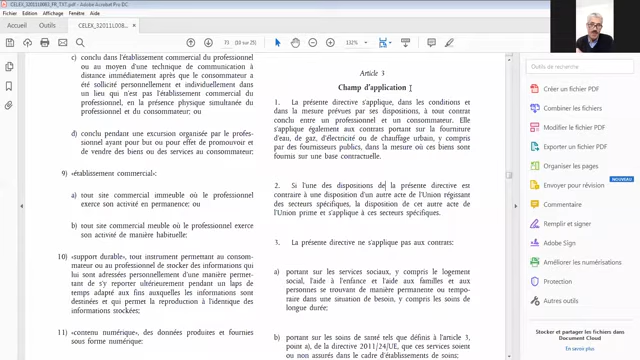 CELEX_32011L0083_FR_TXT.pdf - Adobe Acrobat Pro DC
Fichier Edition Affichage Fenêtre Aide
Accueil Outils CELEX_32011L008... ×
73 (10 sur 25) 132%
c) conclu dans l'établissement commercial du professionnel
ou au moyen d'une technique de communication à
distance immédiatement après que le consommateur a
été sollicité personnellement et individuellement dans
un lieu qui n'est pas l'établissement commercial du
professionnel, en la présence physique simultanée du
professionnel et du consommateur; ou
d) conclu pendant une excursion organisée par le profes-
sionnel ayant pour but ou pour effet de promouvoir et
de vendre des biens ou des services au consommateur;
9) «établissement commercial»:
a) tout site commercial immeuble où le professionnel
exerce son activité en permanence; ou
b) tout site commercial meuble où le professionnel exerce
son activité de manière habituelle;
10) «support durable», tout instrument permettant au consom-
mateur ou au professionnel de stocker des informations qui
lui sont adressées personnellement d'une manière permet-
tant de s'y reporter ultérieurement pendant un laps de
temps adapté aux fins auxquelles les informations sont
destinées et qui permet la reproduction à l'identique des
informations stockées;
11) «contenu numérique», des données produites et fournies
sous forme numérique;
Article 3
Champ d'application
1. La présente directive s'applique, dans les conditions et
dans la mesure prévues par ses dispositions, à tout contrat
conclu entre un professionnel et un consommateur. Elle
s'applique également aux contrats portant sur la fourniture
d'eau, de gaz, d'électricité ou de chauffage urbain, y compris
par des fournisseurs publics, dans la mesure où ces biens sont
fournis sur une base contractuelle.
2. Si l'une des dispositions de la présente directive est
contraire à une disposition d'un autre acte de l'Union régissant
des secteurs spécifiques, la disposition de cet autre acte de
l'Union prime et s'applique à ces secteurs spécifiques.
3. La présente directive ne s'applique pas aux contrats:
a) portant sur les services sociaux, y compris le logement
social, l'aide à l'enfance et l'aide aux familles et aux
personnes se trouvant de manière permanente ou tempo-
raire dans une situation de besoin, y compris les soins de
longue durée;
b) portant sur les soins de santé tels que définis à l'article 3,
point a), de la directive 2011/24/UE, que ces services soient
ou non assurés dans le cadre d'établissements de soins;
Outils de recherche
Créer un fichier PDF
Combiner les fichiers
Modifier le fichier PDF
Exporter un fichier PDF
Organiser les pages
NOUVEAU
Envoyer pour révision
Commentaire
Remplir et signer
Adobe Sign
Améliorer les numérisations
Protection
Autres outils
Stocker et partager les fichiers dans
Document Cloud
En savoir plus